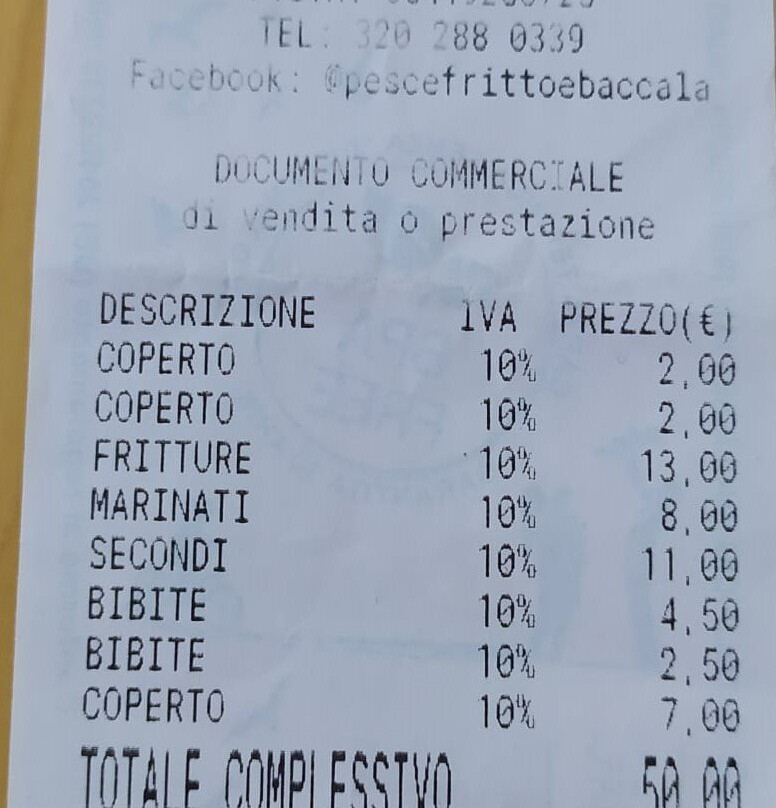 TEL: 320 288 0339
Facebook: @pescefrittoebaccala
DOCUMENTO COMMERCIALE
di vendita o prestazione
DESCRIZIONE IVA PREZZO(€)
COPERTO 10% 2,00
COPERTO 10% 2,00
FRITTURE 10% 13,00
MARINATI 10% 8,00
SECONDI 10% 11,00
BIBITE 10% 4,50
BIBITE 10% 2,50
COPERTO 10% 7,00
TOTALE COMPLESSIVO 50,00